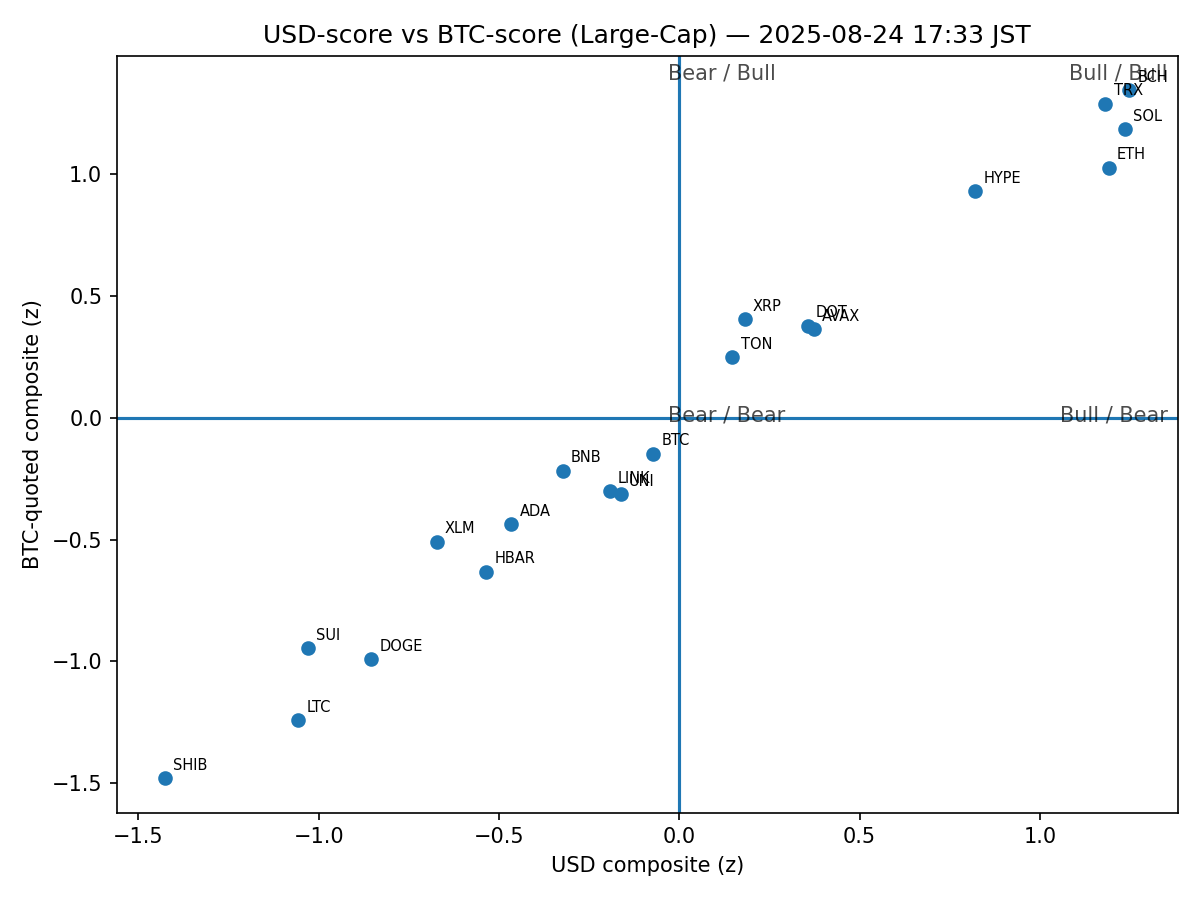 USD-score vs BTC-score (Large-Cap) — 2025-08-24 17:33 JST
Bear / Bull
Bull / Bull
BCH
TRX
SOL
ETH
HYPE
XRP
DOT
AVAX
TON
Bear / Bear
Bull / Bear
BTC
BNB
LINK
UNI
ADA
XLM
HBAR
SUI
DOGE
LTC
SHIB
1.0
0.5
0.0
−0.5
−1.0
−1.5
BTC-quoted composite (z)
−1.5
−1.0
−0.5
0.0
0.5
1.0
USD composite (z)